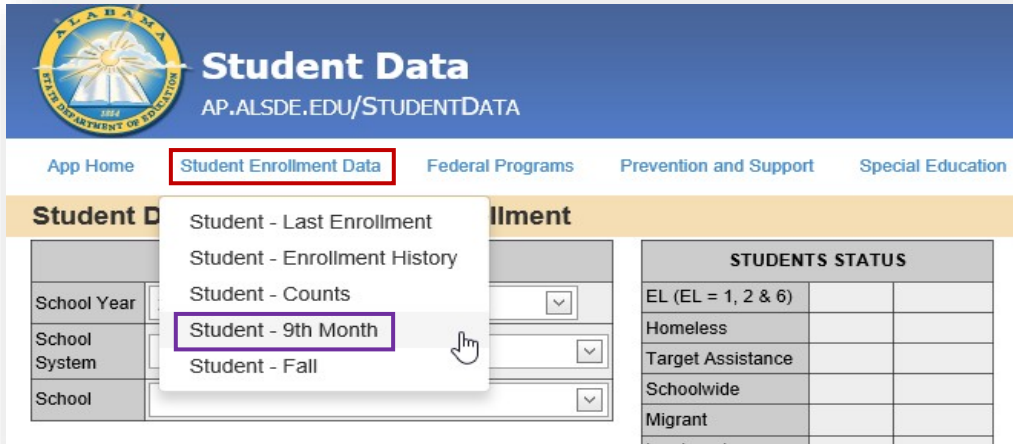 ALABAMA
STATE DEPARTMENT OF EDUCATION
1854
Student Data
AP.ALSDE.EDU/STUDENTDATA
App Home Student Enrollment Data Federal Programs Prevention and Support Special Education
Student D llment
Student - Last Enrollment
Student - Enrollment History
Student - Counts
Student - 9th Month
Student - Fall
School Year
School
System
School
STUDENTS STATUS
EL (EL = 1, 2 & 6)
Homeless
Target Assistance
Schoolwide
Migrant